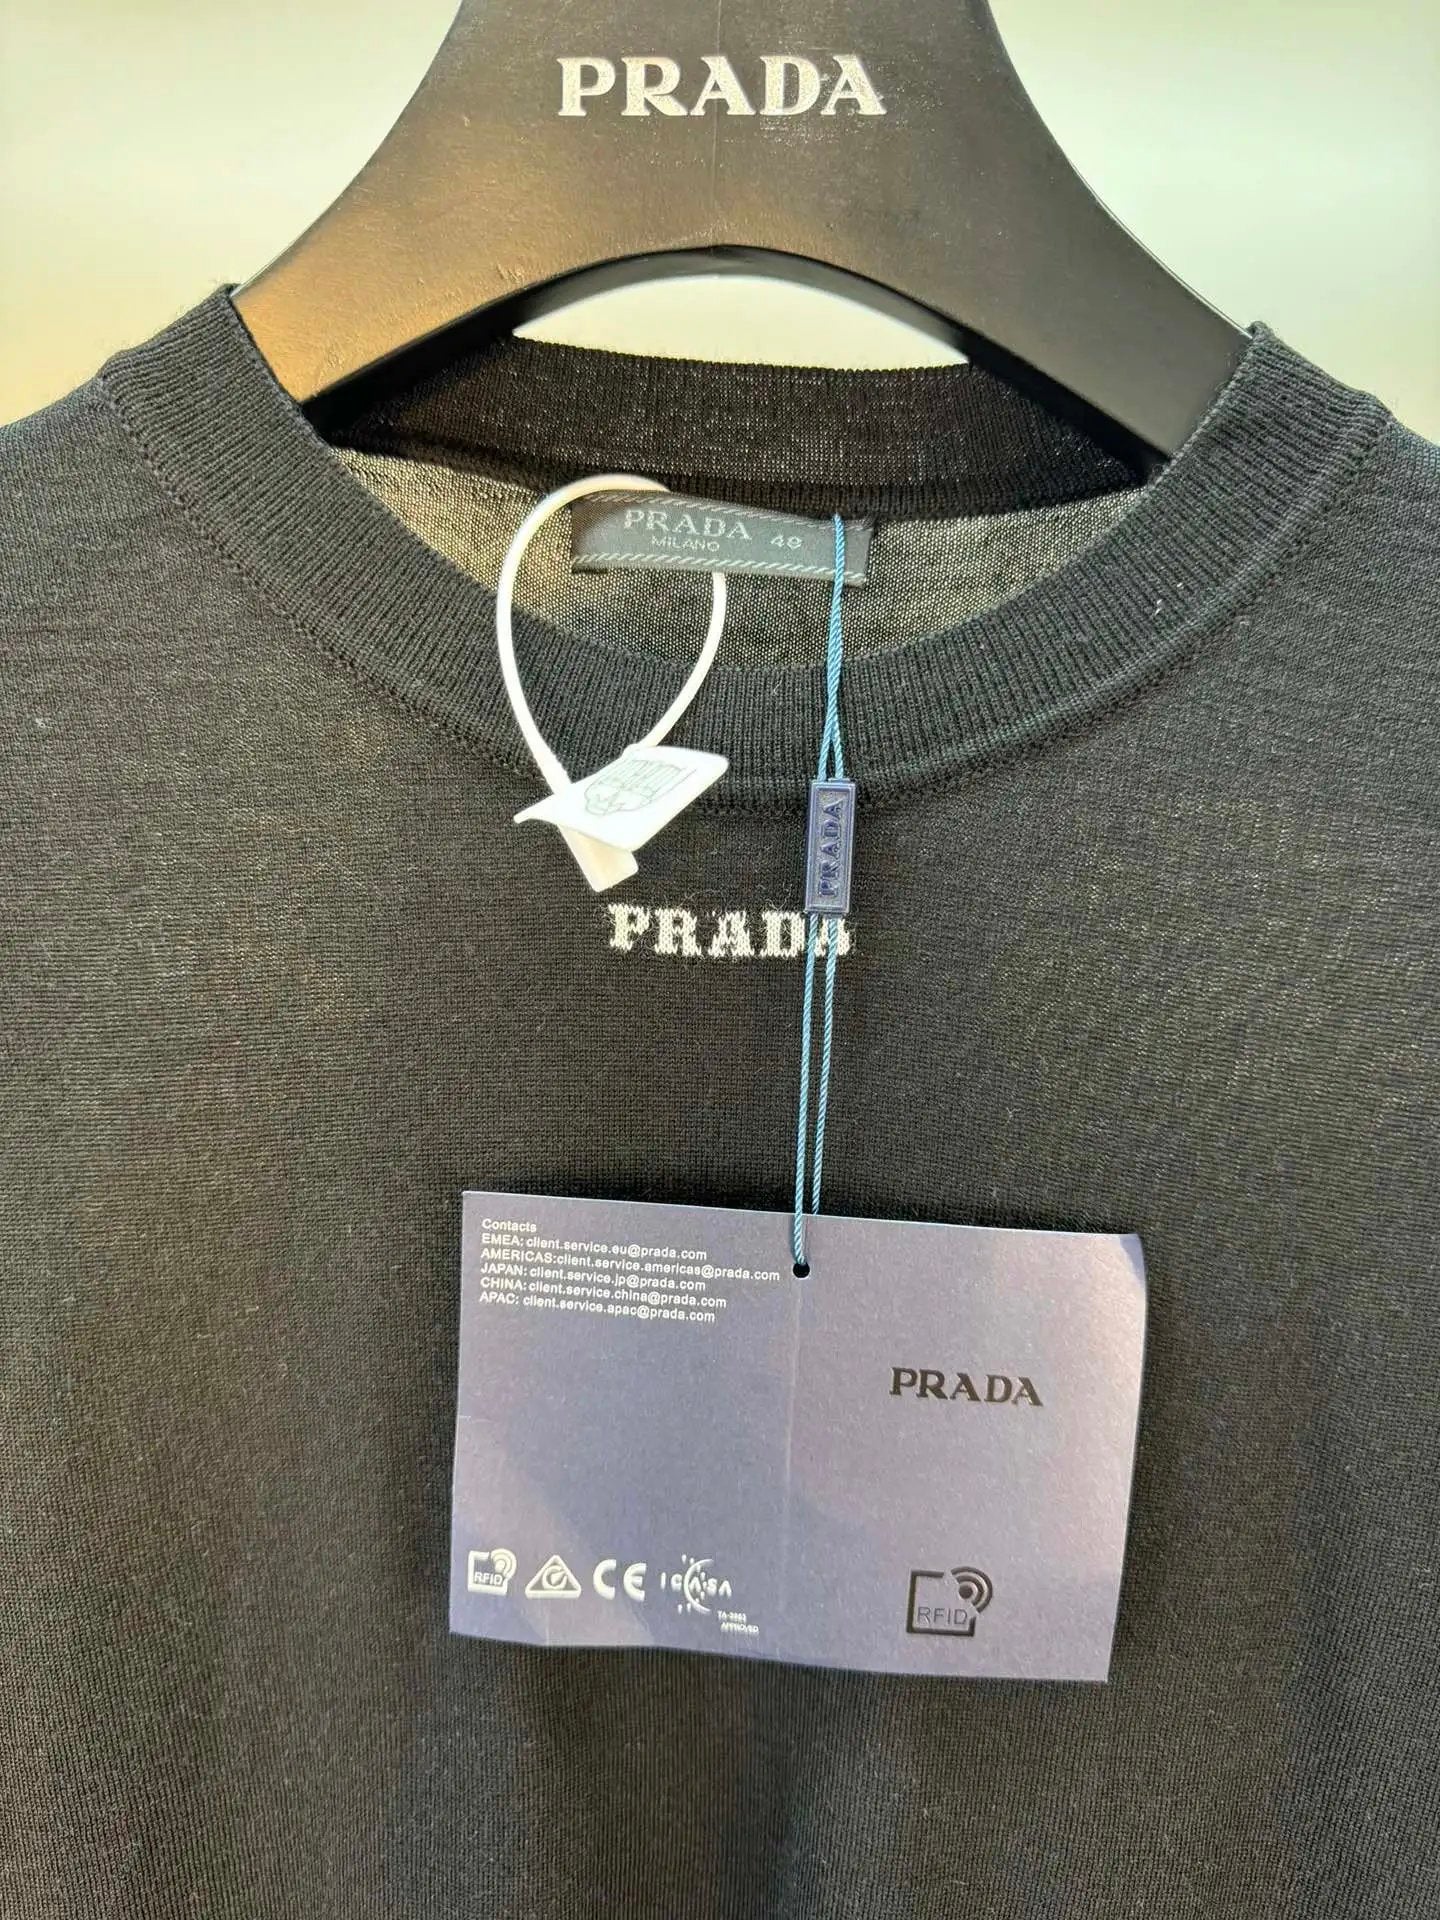 PRADA
PRADA
MILANO 48
PRADA
PRADA
Contacts
EMEA: client.service.eu@prada.com
AMERICAS:client.service.americas@prada.com
JAPAN: client.service.jp@prada.com
CHINA: client.service.china@prada.com
APAC: client.service.apac@prada.com
PRADA
RFID CE ICASA
APPROVED
RFID